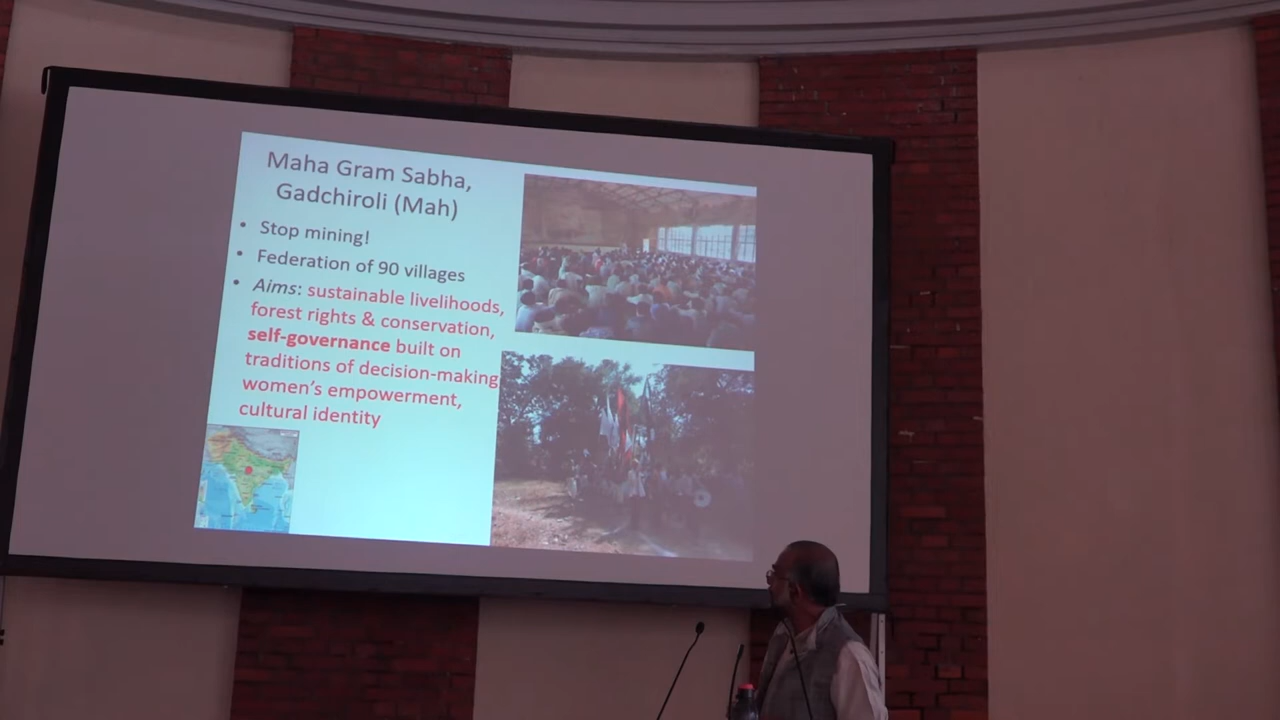 Maha Gram Sabha,
Gadchiroli (Mah)
• Stop mining!
• Federation of 90 villages
• Aims: sustainable livelihoods,
forest rights & conservation,
self-governance built on
traditions of decision-making
women's empowerment,
cultural identity